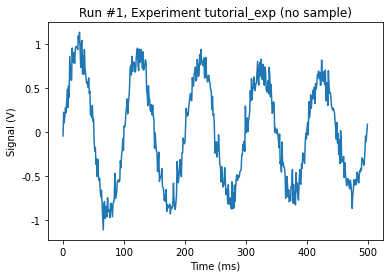 Run #1, Experiment tutorial_exp (no sample)
Signal (V)
1
0.5
0
-0.5
-1
0 100 200 300 400 500
Time (ms)